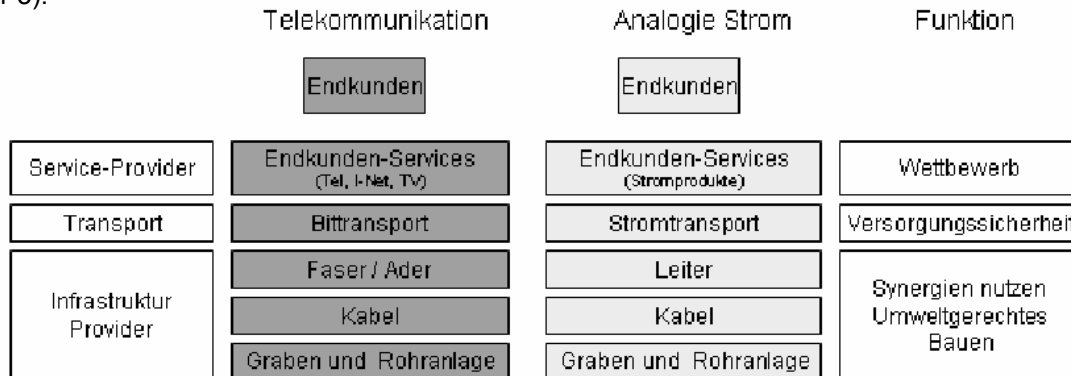 Telekommunikation Analogie Strom Funktion
Endkunden Endkunden
Service-Provider Endkunden-Services Endkunden-Services Wettbewerb
(Tel, I-Net, TV) (Stromprodukte)
Transport Bittransport Stromtransport Versorgungssicherheit
Infrastruktur
Provider
Faser / Ader Leiter
Kabel Kabel
Graben und Rohranlage Graben und Rohranlage
Synergien nutzen
Umweltgerechtes
Bauen